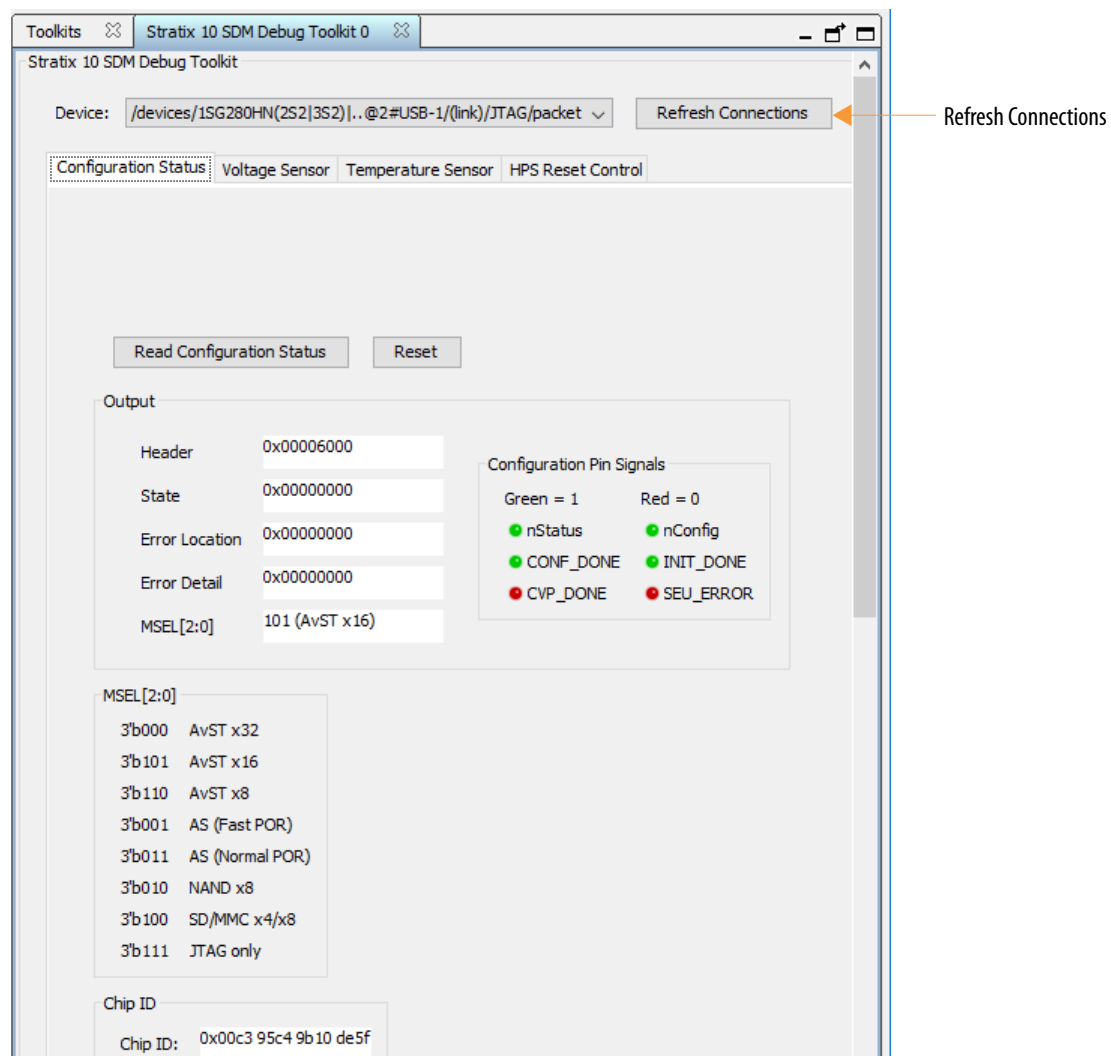 Toolkits Stratix 10 SDM Debug Toolkit 0
Stratix 10 SDM Debug Toolkit
Device: /devices/1SG280HN(2S2|3S2)|..@2#USB-1/(link)/JTAG/packet Refresh Connections
Refresh Connections
Configuration Status Voltage Sensor Temperature Sensor HPS Reset Control
Read Configuration Status Reset
Output
Header 0x00006000
State 0x00000000
Error Location 0x00000000
Error Detail 0x00000000
MSEL[2:0] 101 (AvST x16)
Configuration Pin Signals
Green = 1 Red = 0
nStatus nConfig
CONF_DONE INIT_DONE
CVP_DONE SEU_ERROR
MSEL[2:0]
3'b000 AvST x32
3'b101 AvST x16
3'b110 AvST x8
3'b001 AS (Fast POR)
3'b011 AS (Normal POR)
3'b010 NAND x8
3'b100 SD/MMC x4/x8
3'b111 JTAG only
Chip ID
Chip ID: 0x00c3 95c4 9b10 de5f